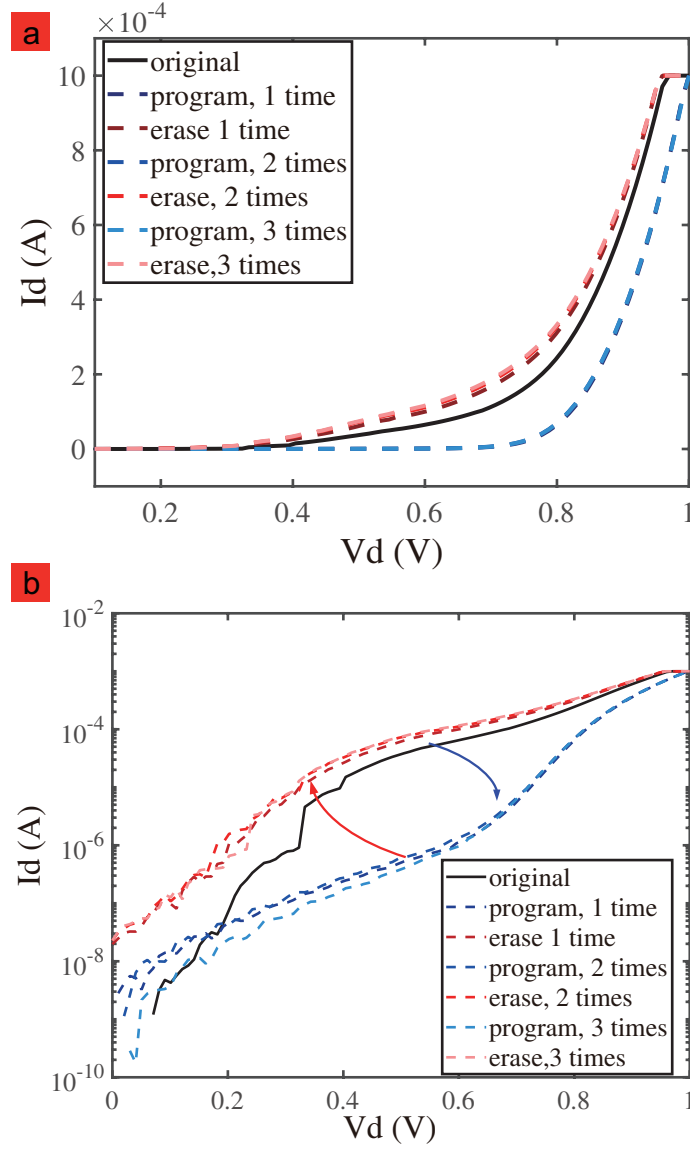 a
×10⁻⁴
original
program, 1 time
erase 1 time
program, 2 times
erase, 2 times
program, 3 times
erase,3 times
10
8
6
4
2
0
Id (A)
0.2
0.4
0.6
0.8
1
Vd (V)
b
10⁻²
10⁻⁴
10⁻⁶
10⁻⁸
10⁻¹⁰
Id (A)
original
program, 1 time
erase 1 time
program, 2 times
erase, 2 times
program, 3 times
erase,3 times
0
0.2
0.4
0.6
0.8
1
Vd (V)